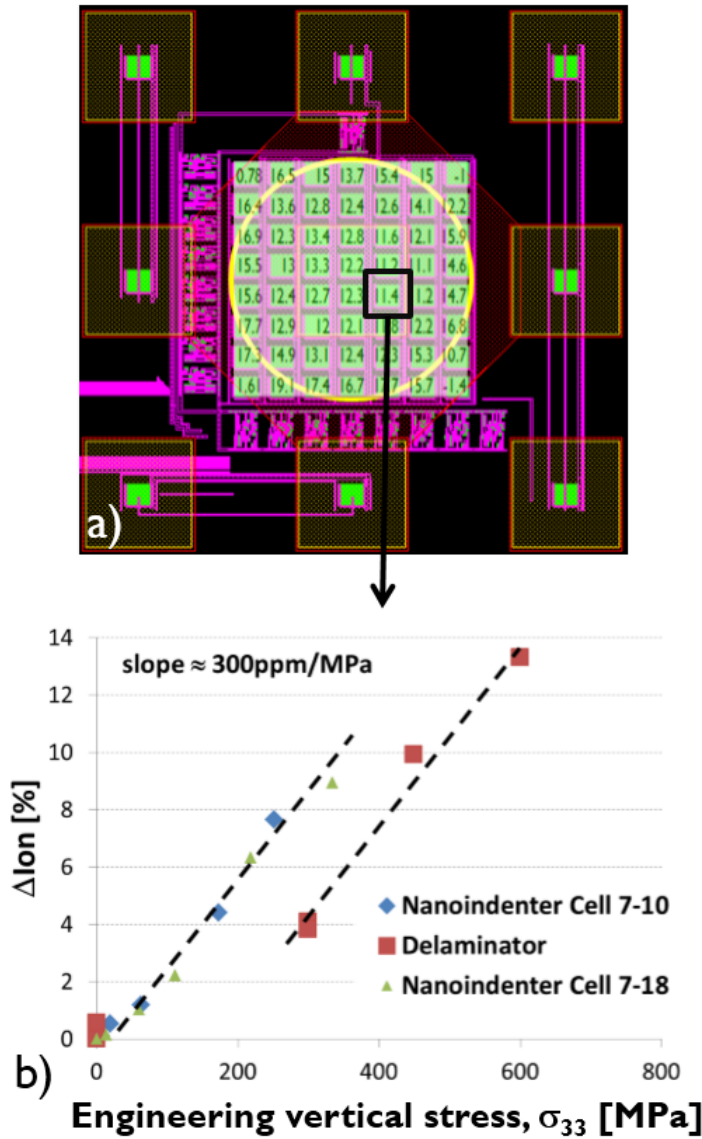 0.78 16.5 15 13.7 15.4 15 -1
16.4 13.6 12.8 12.4 12.6 14.1
16.9 12.3 13.4 12.8 11.6 12.1 15.9
15.5 13 13.3 12.2 14.6
15.6 12.4 12.7 12.3 11.4 14.7
17.7 12.9 12 12.1 12.2 16.8
17.3 14.9 13.1 12.4 15.3 10.7
1.61 19.1 17.4 16.7 15.7 -1.4
a)
14
12
10
8
6
4
2
0
ΔIon [%]
slope ≈ 300ppm/MPa
Nanoindenter Cell 7-10
Delaminator
Nanoindenter Cell 7-18
0 200 400 600 800
b)
Engineering vertical stress, σ33 [MPa]